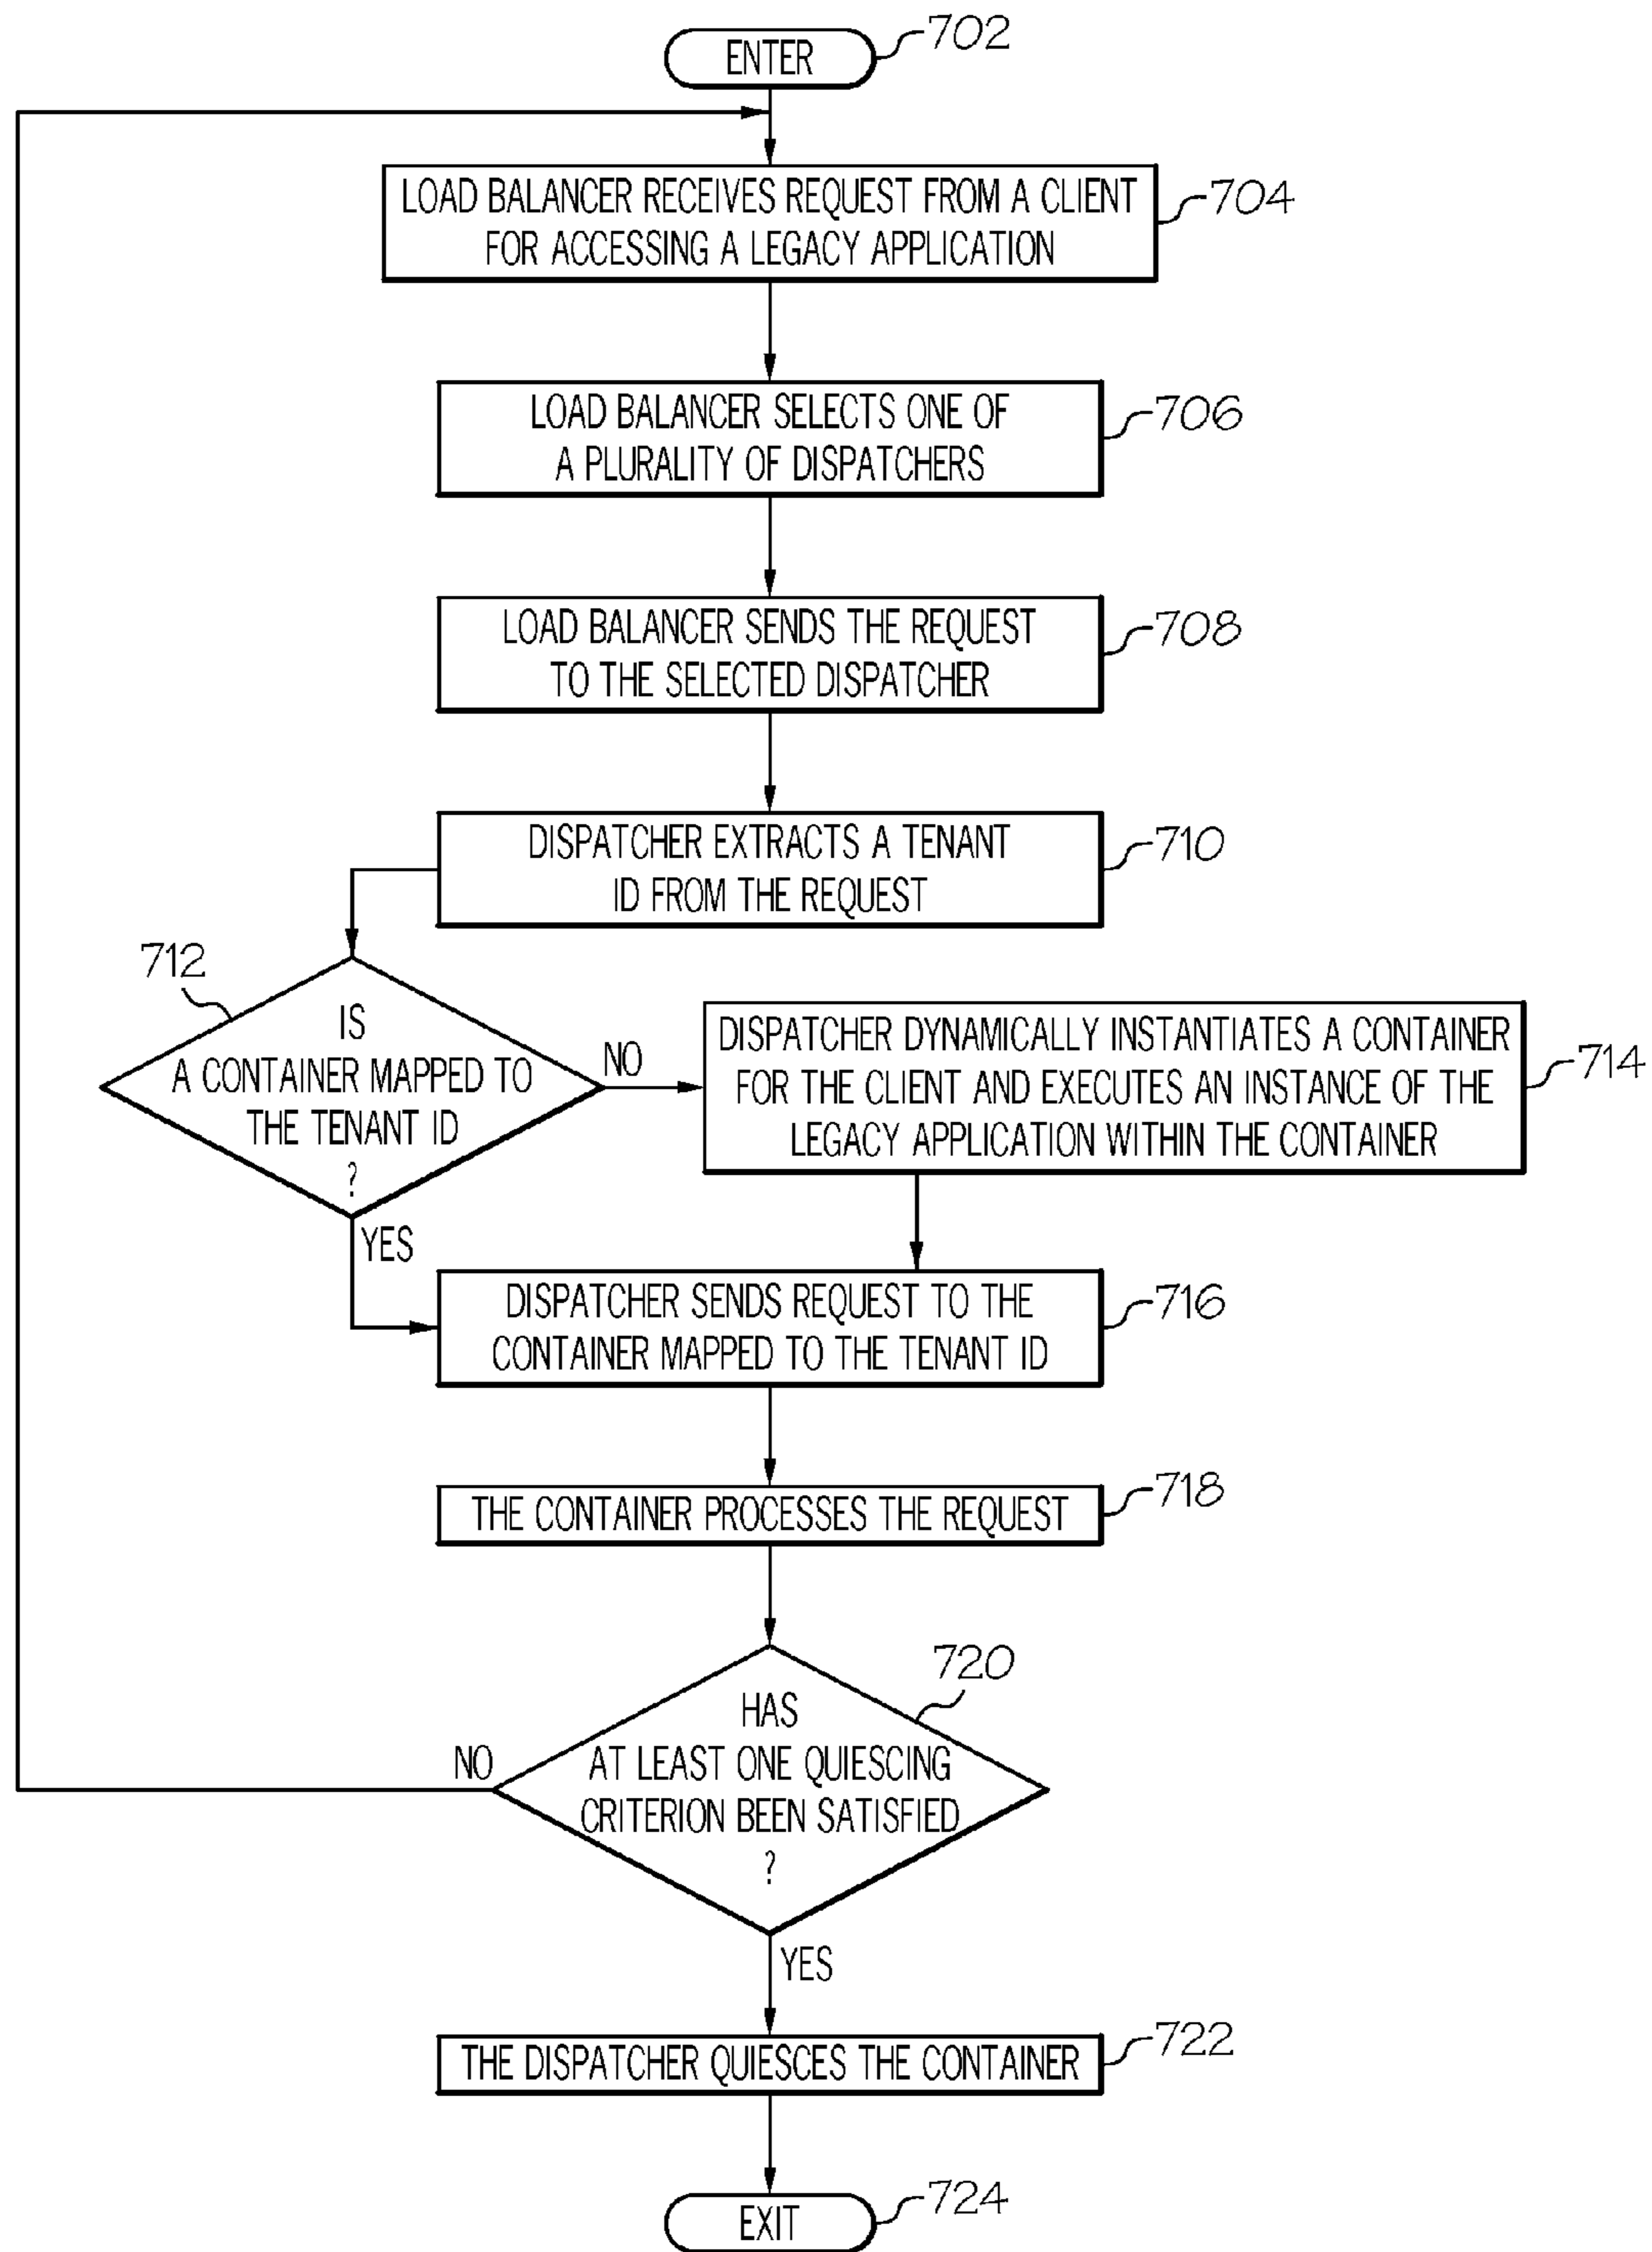 ENTER
702
LOAD BALANCER RECEIVES REQUEST FROM A CLIENT
FOR ACCESSING A LEGACY APPLICATION
704
LOAD BALANCER SELECTS ONE OF
A PLURALITY OF DISPATCHERS
706
LOAD BALANCER SENDS THE REQUEST
TO THE SELECTED DISPATCHER
708
DISPATCHER EXTRACTS A TENANT
ID FROM THE REQUEST
710
712
IS
A CONTAINER MAPPED TO
THE TENANT ID
?
NO
YES
DISPATCHER DYNAMICALLY INSTANTIATES A CONTAINER
FOR THE CLIENT AND EXECUTES AN INSTANCE OF THE
LEGACY APPLICATION WITHIN THE CONTAINER
714
DISPATCHER SENDS REQUEST TO THE
CONTAINER MAPPED TO THE TENANT ID
716
THE CONTAINER PROCESSES THE REQUEST
718
720
HAS
AT LEAST ONE QUIESCING
CRITERION BEEN SATISFIED
?
NO
YES
THE DISPATCHER QUIESCES THE CONTAINER
722
EXIT
724